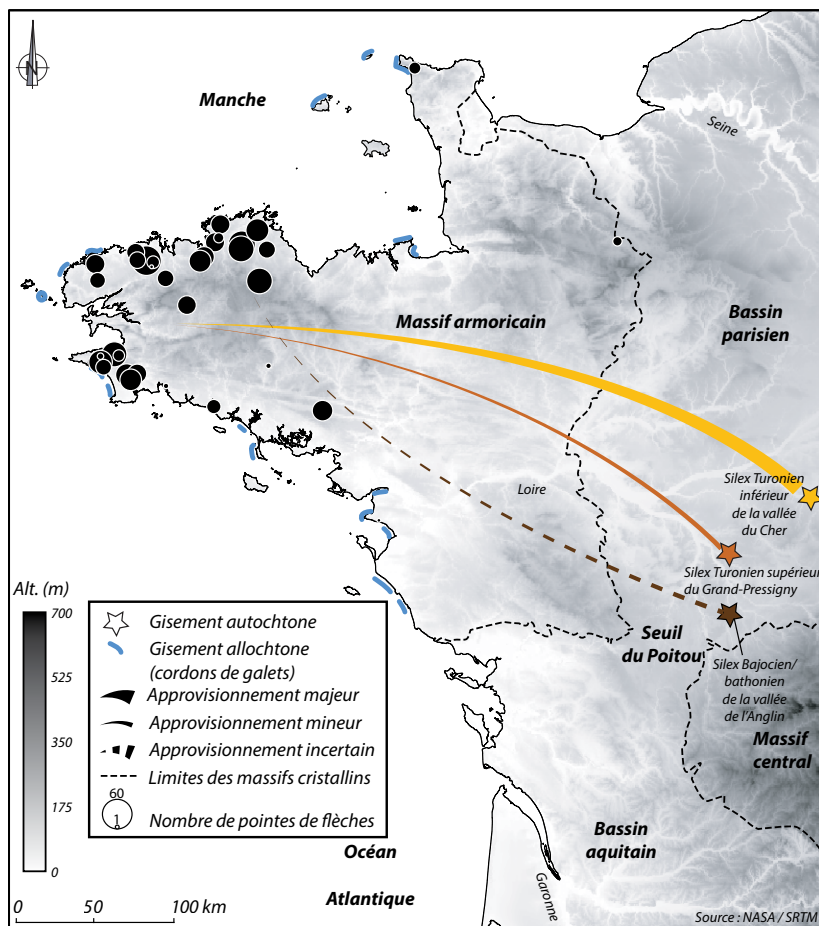 N
Manche
Seine
Massif armoricain
Bassin
parisien
Loire
Silex Turonien
inférieur
de la vallée
du Cher
Silex Turonien supérieur
du Grand-Pressigny
Seuil
du Poitou
Silex Bajocien/
bathonien
de la vallée
de l'Anglin
Massif
central
Alt. (m)
700
525
350
175
0
Gisement autochtone
Gisement allochtone
(cordons de galets)
Approvisionnement majeur
Approvisionnement mineur
Approvisionnement incertain
Limites des massifs cristallins
60
1
Nombre de pointes de flèches
Océan
Atlantique
Bassin
aquitain
Garonne
0 50 100 km
Source : NASA / SRTM